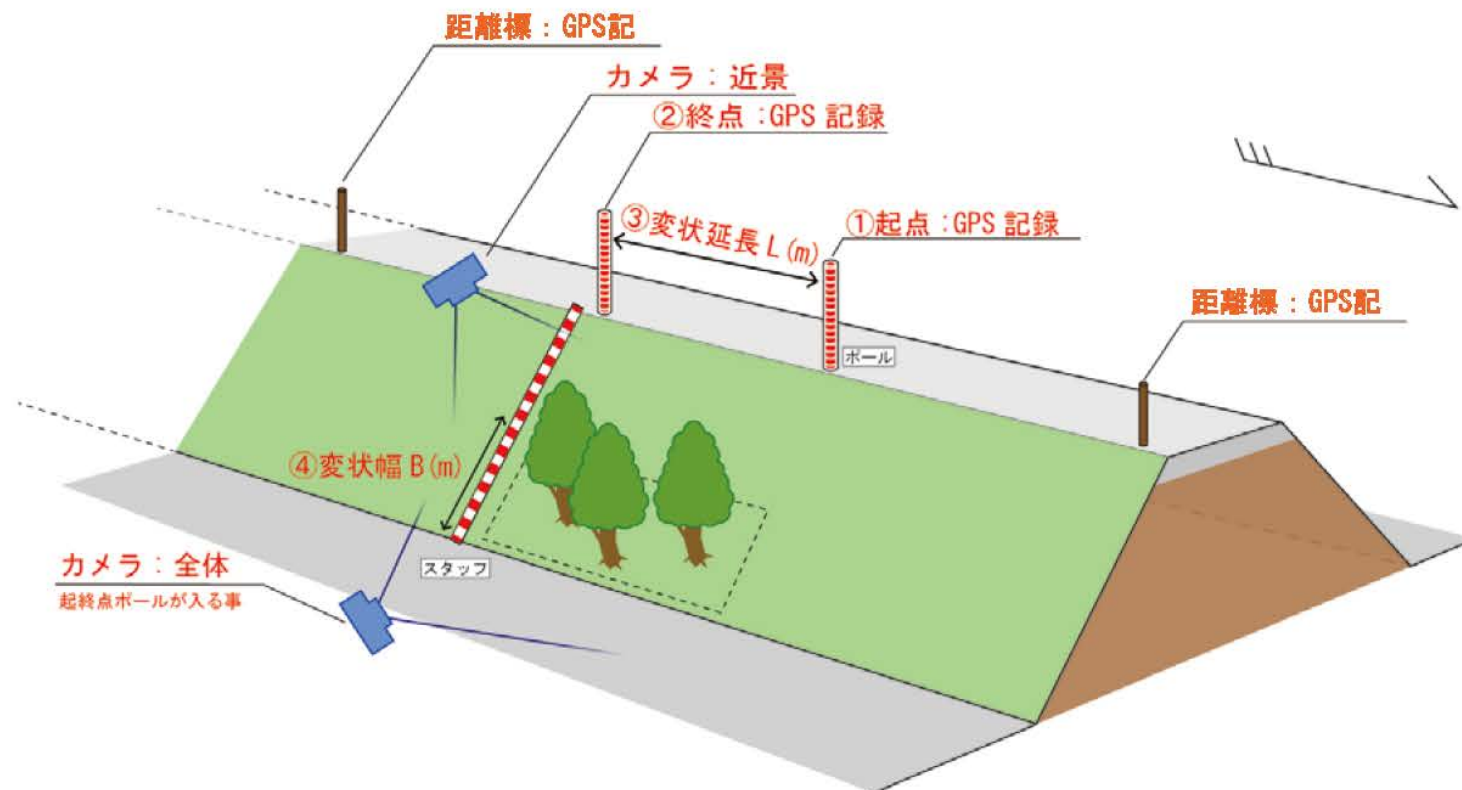 距離標：GPS記
カメラ：近景
②終点：GPS 記録
③変状延長 L (m)
①起点：GPS 記録
距離標：GPS記
ポール
④変状幅 B (m)
スタッフ
カメラ：全体
起終点ポールが入る事